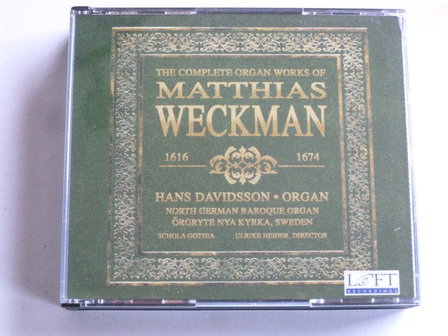 THE COMPLETE ORGAN WORKS OF
MATTHIAS
WECKMAN
1616 1674
HANS DAVIDSSON • ORGAN
NORTH GERMAN BAROQUE ORGAN
ÖRGRYTE NYA KYRKA, SWEDEN
SCHOLA GOTHIA ULRIKE HEIDER, DIRECTOR
LOFT
RECORDINGS